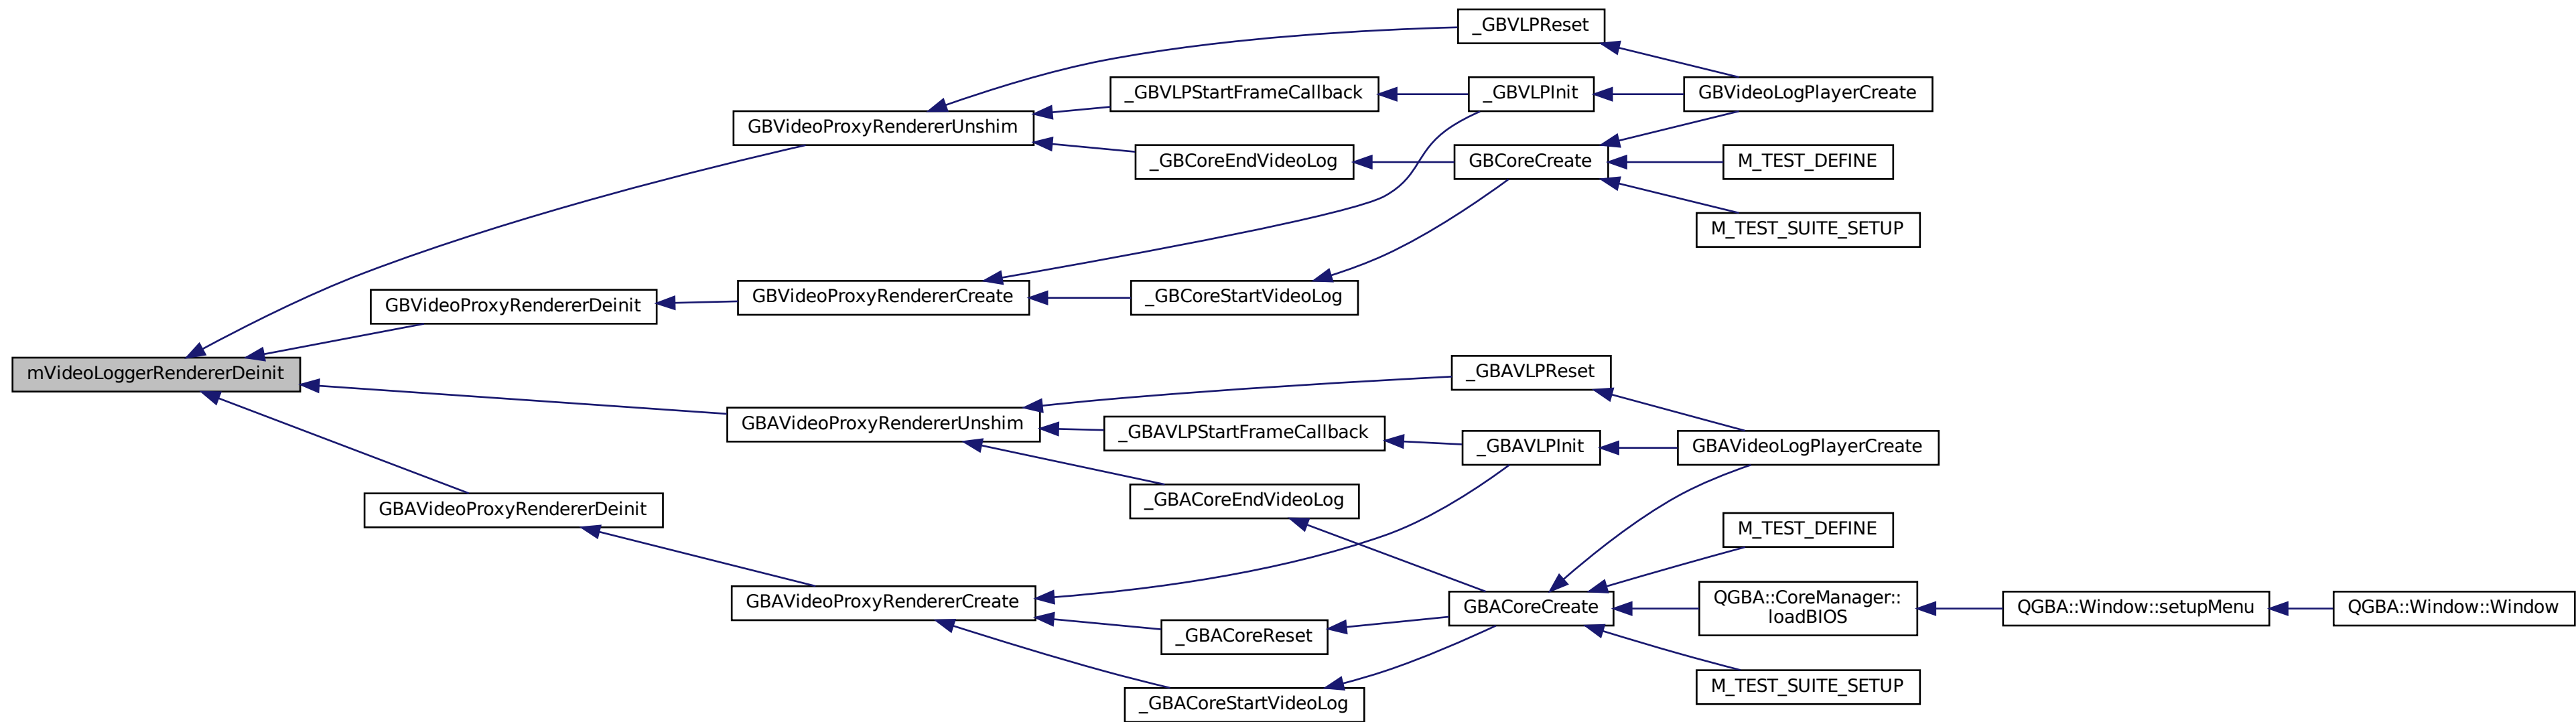 _GBVLPReset
_GBVLPStartFrameCallback
_GBVLPInit
GBVideoLogPlayerCreate
GBVideoProxyRendererUnshim
_GBCoreEndVideoLog
GBCoreCreate
M_TEST_DEFINE
M_TEST_SUITE_SETUP
GBVideoProxyRendererDeinit
GBVideoProxyRendererCreate
_GBCoreStartVideoLog
mVideoLoggerRendererDeinit
_GBAVLPReset
GBAVideoProxyRendererUnshim
_GBAVLPStartFrameCallback
_GBAVLPInit
GBAVideoLogPlayerCreate
_GBACoreEndVideoLog
GBAVideoProxyRendererDeinit
M_TEST_DEFINE
GBAVideoProxyRendererCreate
GBACoreCreate
QGBA::CoreManager::
loadBIOS
QGBA::Window::setupMenu
QGBA::Window::Window
_GBACoreReset
M_TEST_SUITE_SETUP
_GBACoreStartVideoLog